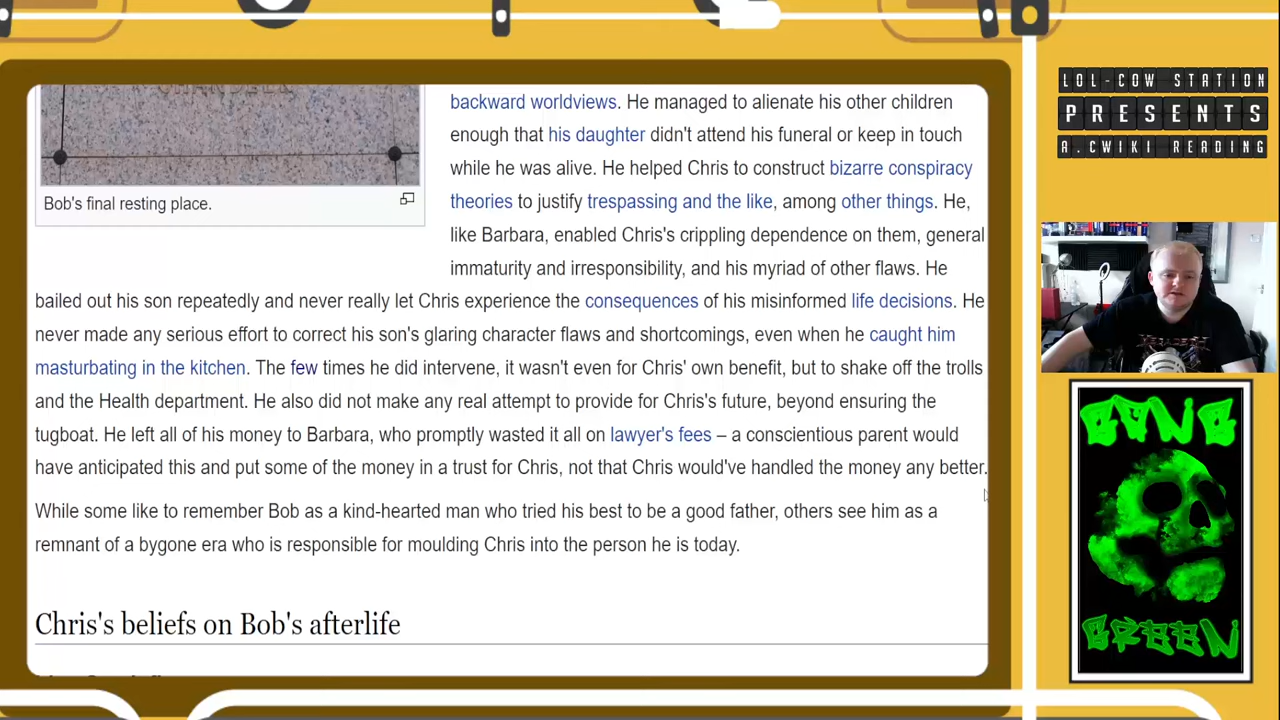 LOL-COW STATION
PRESENTS
A.CWIKI READING
backward worldviews. He managed to alienate his other children
enough that his daughter didn't attend his funeral or keep in touch
while he was alive. He helped Chris to construct bizarre conspiracy
theories to justify trespassing and the like, among other things. He,
like Barbara, enabled Chris's crippling dependence on them, general
immaturity and irresponsibility, and his myriad of other flaws. He
Bob's final resting place.
bailed out his son repeatedly and never really let Chris experience the consequences of his misinformed life decisions. He
never made any serious effort to correct his son's glaring character flaws and shortcomings, even when he caught him
masturbating in the kitchen. The few times he did intervene, it wasn't even for Chris' own benefit, but to shake off the trolls
and the Health department. He also did not make any real attempt to provide for Chris's future, beyond ensuring the
tugboat. He left all of his money to Barbara, who promptly wasted it all on lawyer's fees – a conscientious parent would
have anticipated this and put some of the money in a trust for Chris, not that Chris would've handled the money any better.
While some like to remember Bob as a kind-hearted man who tried his best to be a good father, others see him as a
remnant of a bygone era who is responsible for moulding Chris into the person he is today.
Chris's beliefs on Bob's afterlife
GREEN